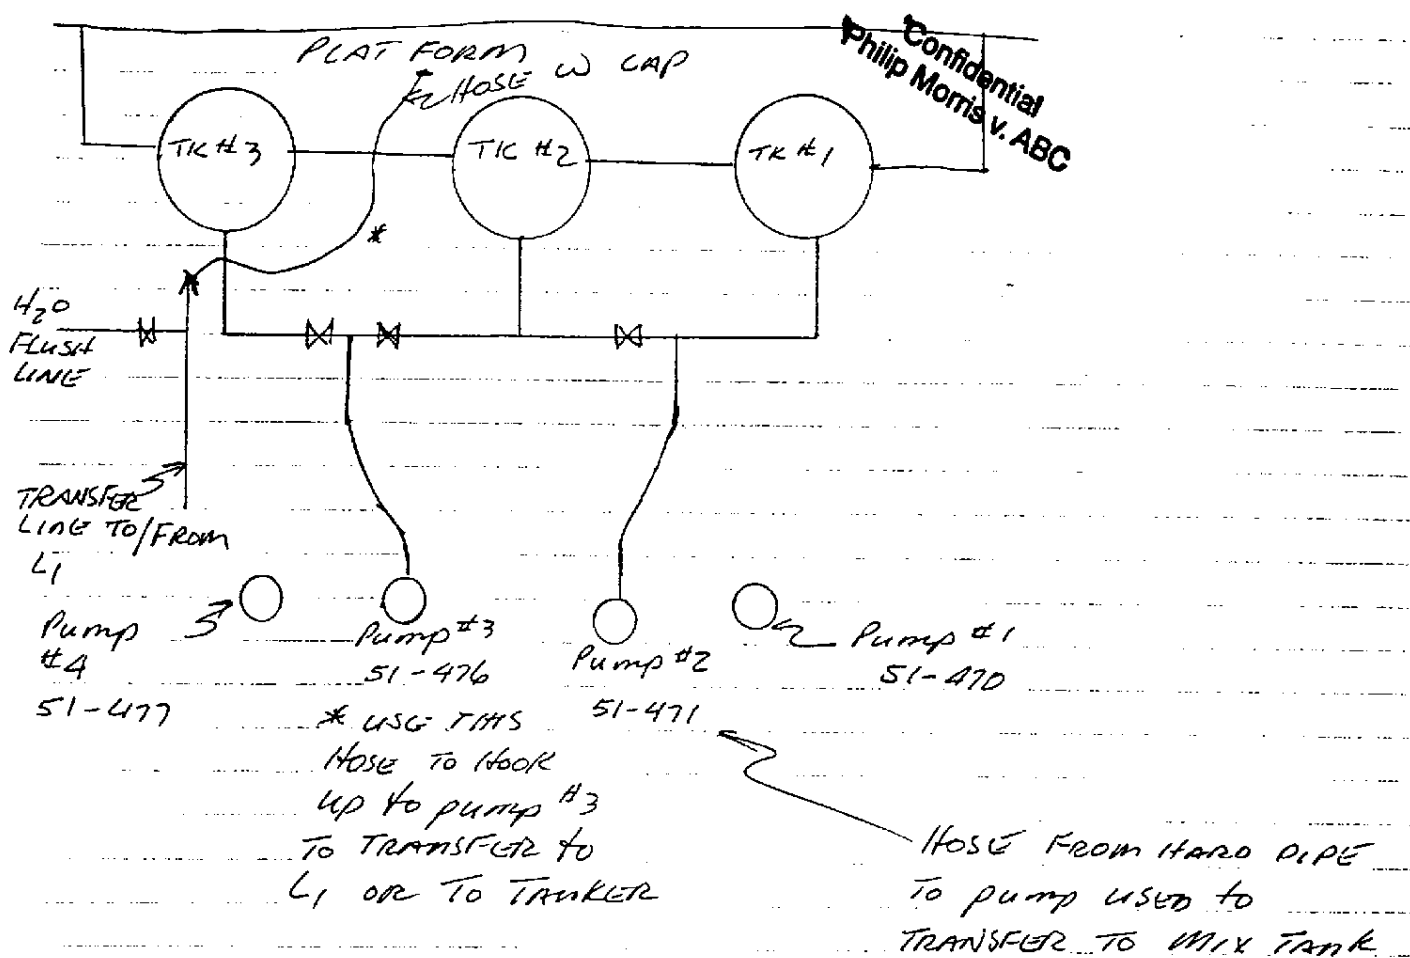 Confidential
Philip Morris v. ABC
PLATFORM
HOSE W CAP
TK #3
TK #2
TK #1
*
H2O
FLUSH
LINE
TRANSFER
LINE TO/FROM
L1
Pump
#4
51-477
Pump #3
51-476
Pump #2
51-471
Pump #1
51-470
* USE THIS
HOSE TO HOOK
UP to pump #3
TO TRANSFER to
L1 OR TO TANKER
HOSE FROM HARD PIPE
TO pump USED to
TRANSFER TO MIX TANK